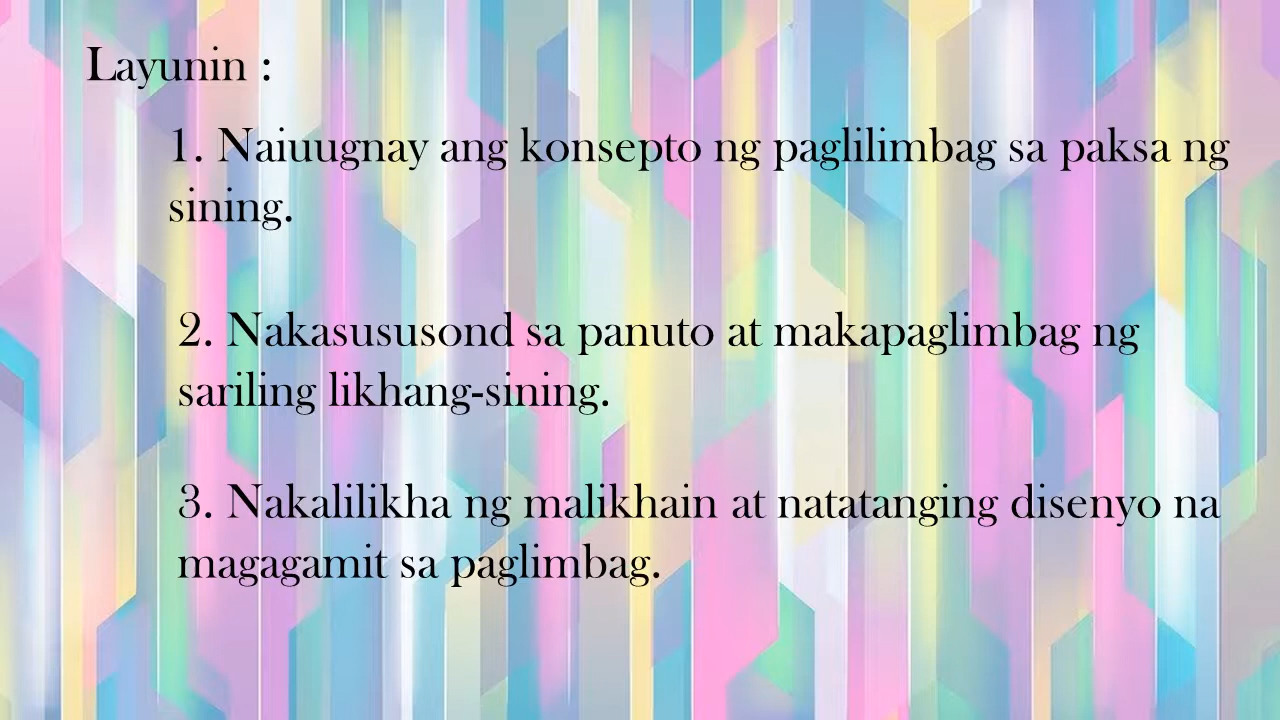 Layunin :
1. Naiuugnay ang konsepto ng paglilimbag sa paksa ng
sining.
2. Nakasususond sa panuto at makapaglimbag ng
sariling likhang-sining.
3. Nakalilikha ng malikhain at natatanging disenyo na
magagamit sa paglimbag.